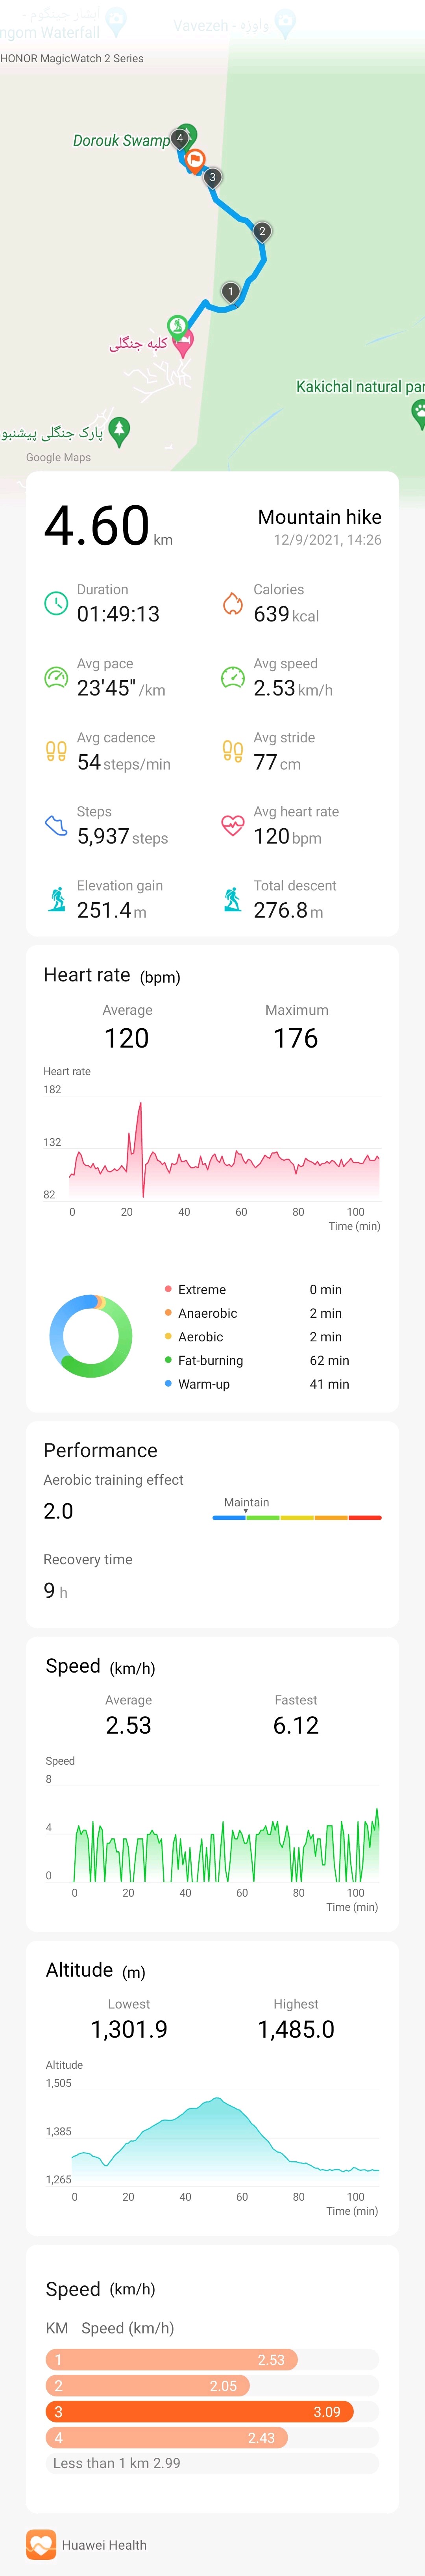 آبشار جینگوم -
ngom Waterfall
Vavezeh - واوزه
HONOR MagicWatch 2 Series
Dorouk Swamp
4
3
2
1
کلبه جنگلی
Kakichal natural par
پارک جنگلی پیشنبو
Google Maps
4.60 km
Mountain hike
12/9/2021, 14:26
Duration
01:49:13
Calories
639 kcal
Avg pace
23'45" /km
Avg speed
2.53 km/h
Avg cadence
54 steps/min
Avg stride
77 cm
Steps
5,937 steps
Avg heart rate
120 bpm
Elevation gain
251.4 m
Total descent
276.8 m
Heart rate (bpm)
Average
120
Maximum
176
Heart rate
182
132
82
0 20 40 60 80 100
Time (min)
Extreme 0 min
Anaerobic 2 min
Aerobic 2 min
Fat-burning 62 min
Warm-up 41 min
Performance
Aerobic training effect
2.0
Maintain
Recovery time
9 h
Speed (km/h)
Average
2.53
Fastest
6.12
Speed
8
4
0
0 20 40 60 80 100
Time (min)
Altitude (m)
Lowest
1,301.9
Highest
1,485.0
Altitude
1,505
1,385
1,265
0 20 40 60 80 100
Time (min)
Speed (km/h)
KM Speed (km/h)
1 2.53
2 2.05
3 3.09
4 2.43
Less than 1 km 2.99
Huawei Health